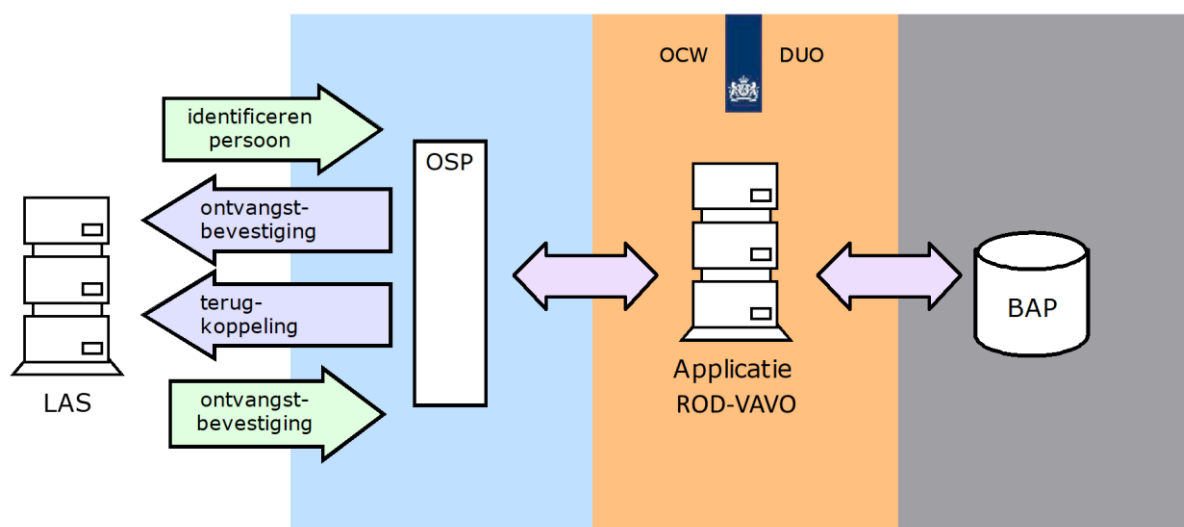 OCW
DUO
identificeren
persoon
OSP
ontvangst-
bevestiging
terug-
koppeling
BAP
Applicatie
ROD-VAVO
LAS
ontvangst-
bevestiging